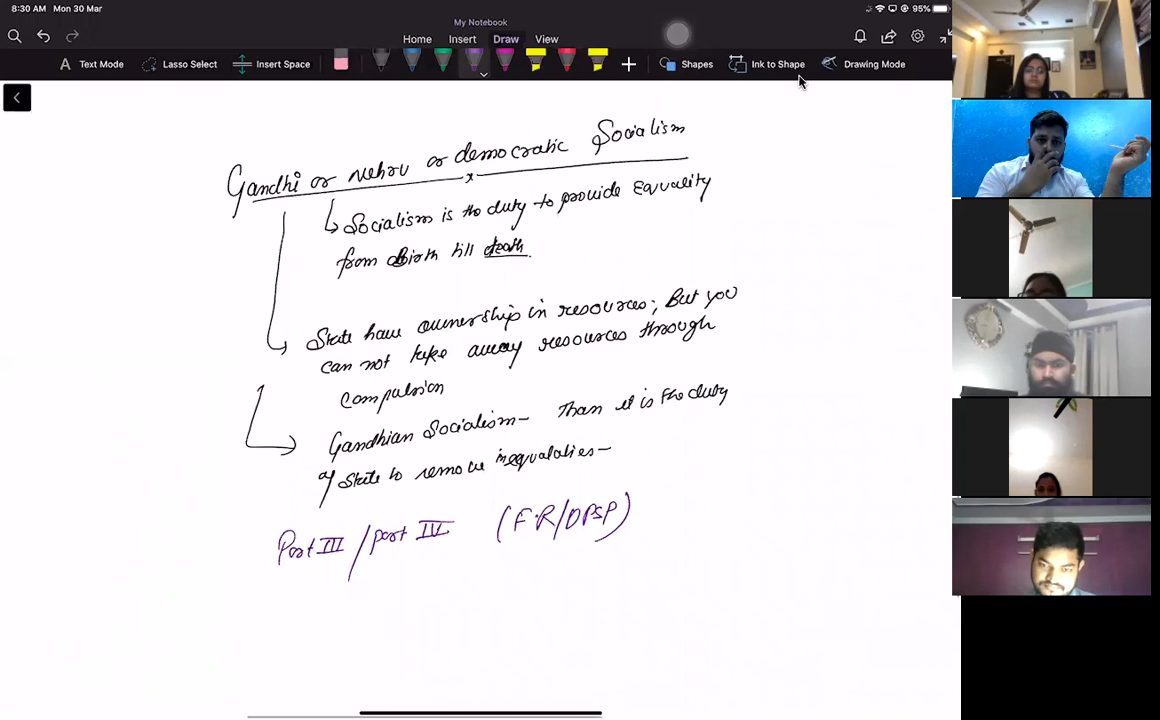 8:30 AM Mon 30 Mar
95%
My Notebook
Home Insert Draw View
Text Mode Lasso Select Insert Space Shapes Ink to Shape Drawing Mode
Gandhi or Nehru or democratic Socialism
Socialism is the duty to provide Equality
from birth till death.
State have ownership in resources; But you
can not take away resources through
compulsion
Gandhian Socialism- Than it is the duty
of State to remove inequalaties-
Part III / part IV (F.R/DPSP)